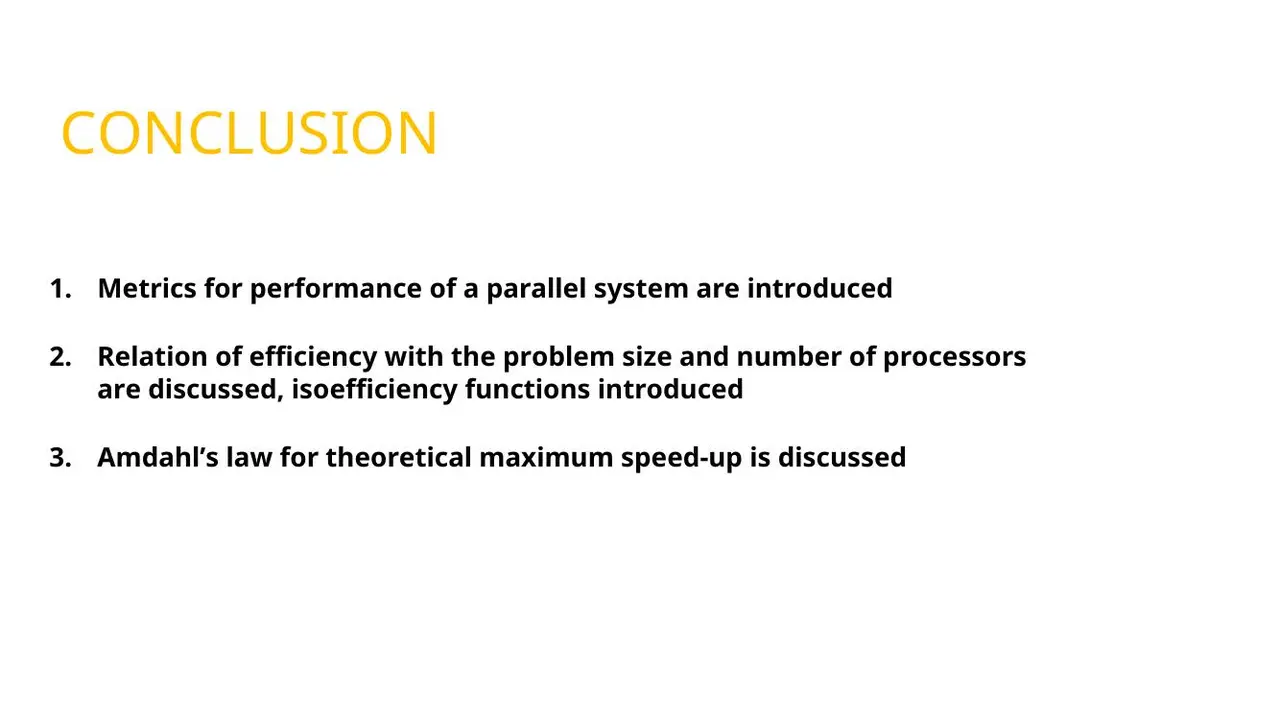 CONCLUSION
1. Metrics for performance of a parallel system are introduced
2. Relation of efficiency with the problem size and number of processors
are discussed, isoefficiency functions introduced
3. Amdahl’s law for theoretical maximum speed-up is discussed